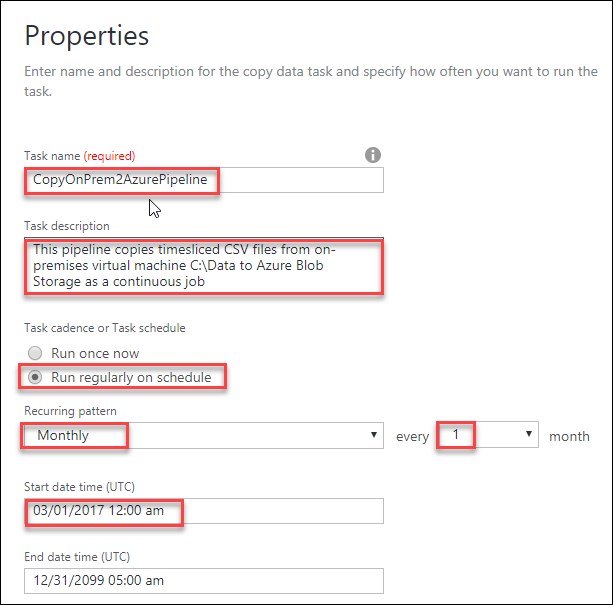 Properties
Enter name and description for the copy data task and specify how often you want to run the
task.
Task name (required)
CopyOnPrem2AzurePipeline
Task description
This pipeline copies timesliced CSV files from on-
premises virtual machine C:\Data to Azure Blob
Storage as a continuous job
Task cadence or Task schedule
Run once now
Run regularly on schedule
Recurring pattern
Monthly every 1 month
Start date time (UTC)
03/01/2017 12:00 am
End date time (UTC)
12/31/2099 05:00 am